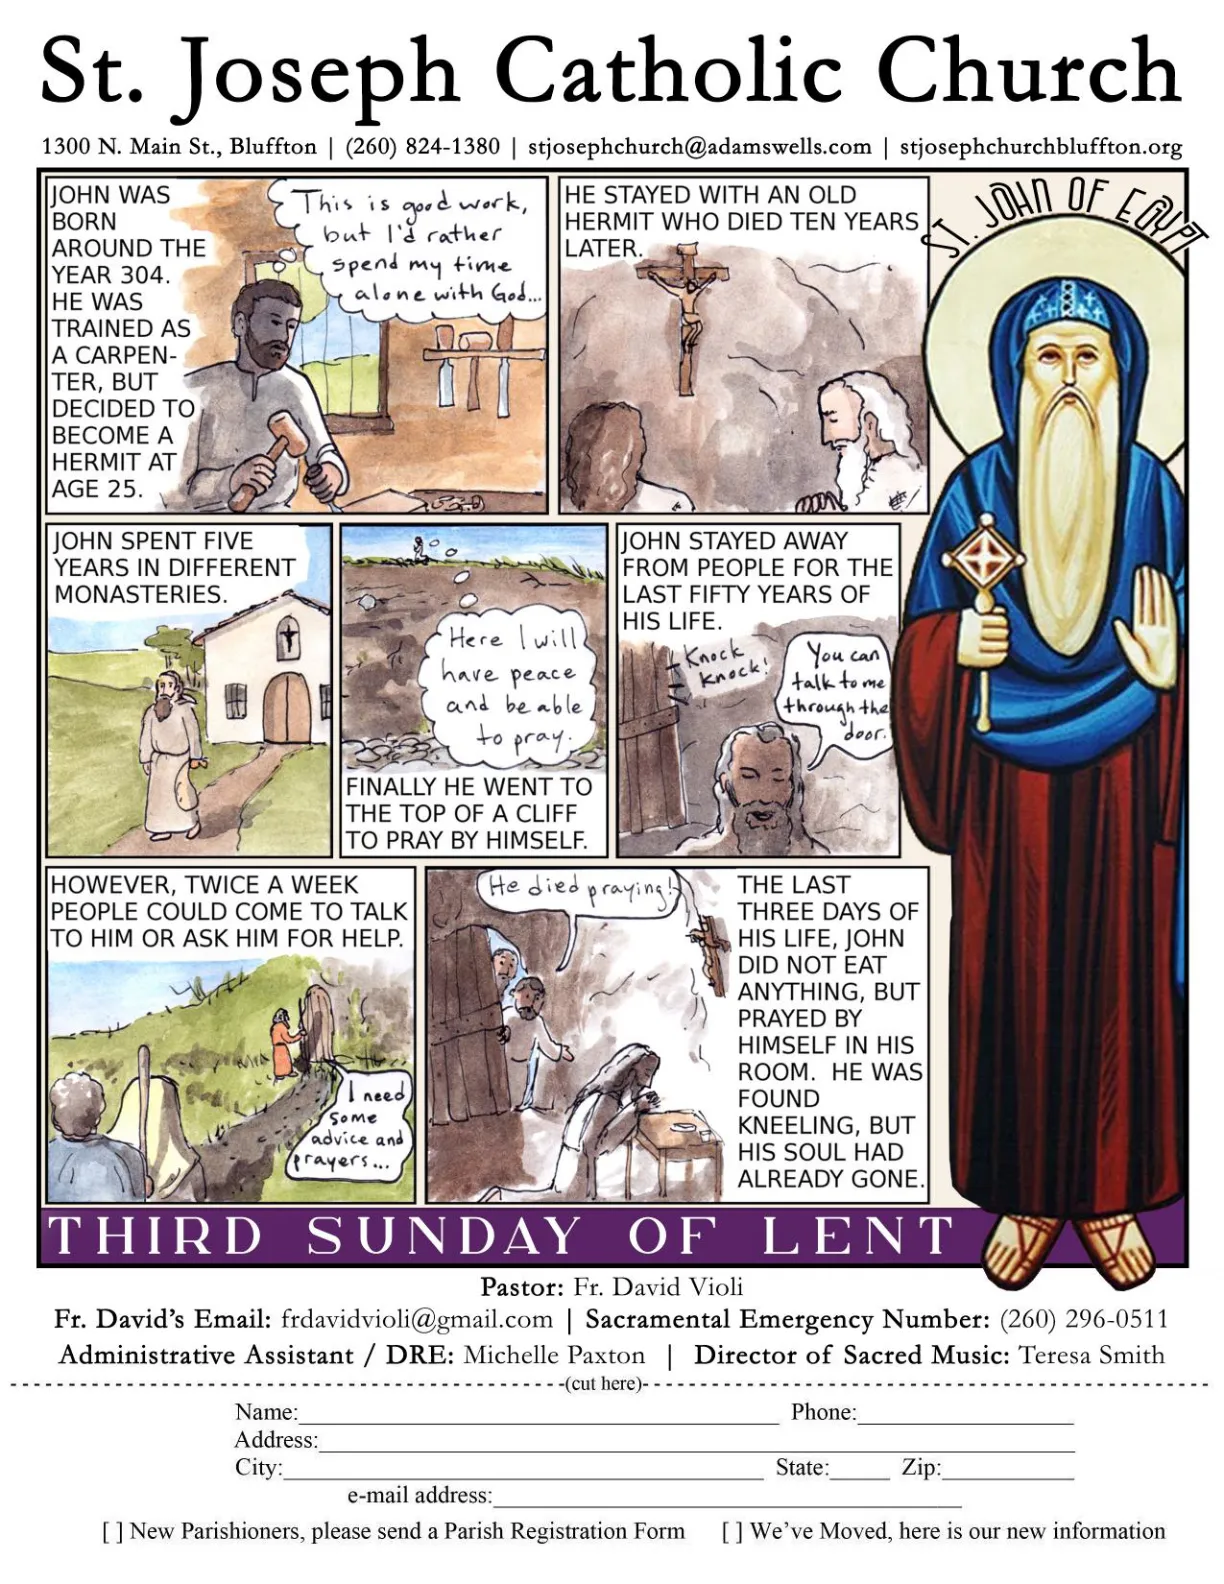 St. Joseph Catholic Church
1300 N. Main St., Bluffton | (260) 824-1380 | stjosephchurch@adamswells.com | stjosephchurchbluffton.org
JOHN WAS
BORN
AROUND THE
YEAR 304.
HE WAS
TRAINED AS
A CARPEN-
TER, BUT
DECIDED TO
BECOME A
HERMIT AT
AGE 25.
This is good work,
but I'd rather
spend my time
alone with God...
HE STAYED WITH AN OLD
HERMIT WHO DIED TEN YEARS
LATER.
ST. JOHN OF EGYPT
JOHN SPENT FIVE
YEARS IN DIFFERENT
MONASTERIES.
Here I will
have peace
and be able
to pray.
FINALLY HE WENT TO
THE TOP OF A CLIFF
TO PRAY BY HIMSELF.
JOHN STAYED AWAY
FROM PEOPLE FOR THE
LAST FIFTY YEARS OF
HIS LIFE.
Knock
knock!
You can
talk to me
through the
door.
HOWEVER, TWICE A WEEK
PEOPLE COULD COME TO TALK
TO HIM OR ASK HIM FOR HELP.
I need
some
advice and
prayers...
He died praying!
THE LAST
THREE DAYS OF
HIS LIFE, JOHN
DID NOT EAT
ANYTHING, BUT
PRAYED BY
HIMSELF IN HIS
ROOM. HE WAS
FOUND
KNEELING, BUT
HIS SOUL HAD
ALREADY GONE.
THIRD SUNDAY OF LENT
Pastor: Fr. David Violi
Fr. David's Email: frdavidvioli@gmail.com | Sacramental Emergency Number: (260) 296-0511
Administrative Assistant / DRE: Michelle Paxton | Director of Sacred Music: Teresa Smith
(cut here)
Name: Phone:
Address:
City: State: Zip:
e-mail address:
[ ] New Parishioners, please send a Parish Registration Form [ ] We've Moved, here is our new information